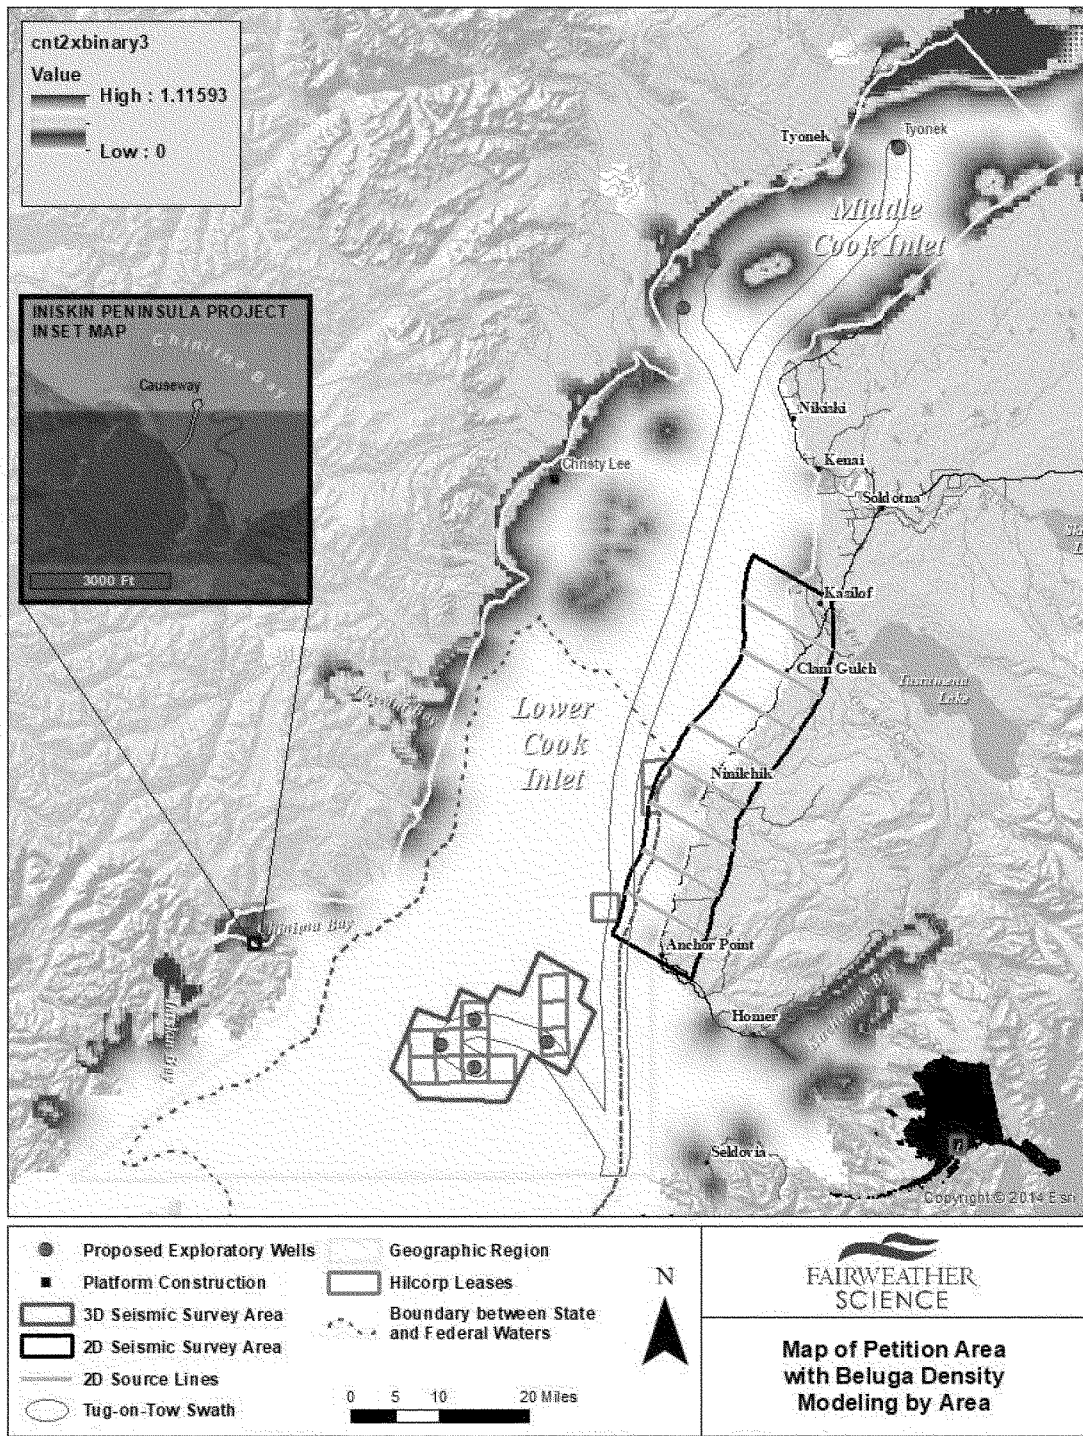 cnt2xbinary3
Value
High : 1.11593
Low : 0
Tyonek
Tyonek
Middle
Cook Inlet
INISKIN PENINSULA PROJECT
INSET MAP
Chinitna Bay
Causeway
3000 Ft
Nikiski
Kenai
Christy Lee
Soldotna
Kasilof
Clam Gulch
Tustumena
Lake
Lower
Cook
Inlet
Ninilchik
Anchor Point
Homer
Seldovia
Copyright © 2014 Esri
Proposed Exploratory Wells
Platform Construction
3D Seismic Survey Area
2D Seismic Survey Area
2D Source Lines
Tug-on-Tow Swath
Geographic Region
Hilcorp Leases
Boundary between State
and Federal Waters
0 5 10 20 Miles
N
FAIRWEATHER
SCIENCE
Map of Petition Area
with Beluga Density
Modeling by Area